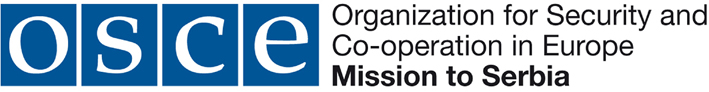 osce
Organization for Security and
Co-operation in Europe
Mission to Serbia